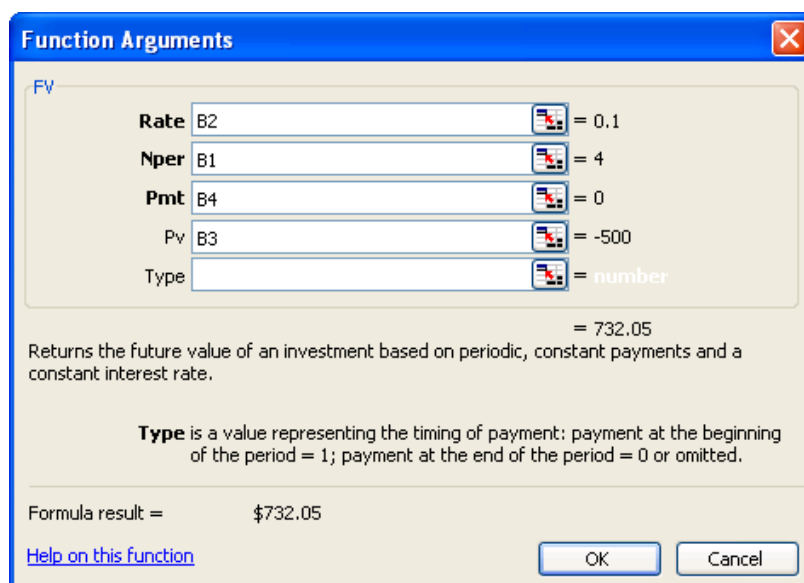 Function Arguments
FV
Rate B2 = 0.1
Nper B1 = 4
Pmt B4 = 0
Pv B3 = -500
Type = number
= 732.05
Returns the future value of an investment based on periodic, constant payments and a
constant interest rate.
Type is a value representing the timing of payment: payment at the beginning
of the period = 1; payment at the end of the period = 0 or omitted.
Formula result = $732.05
Help on this function OK Cancel